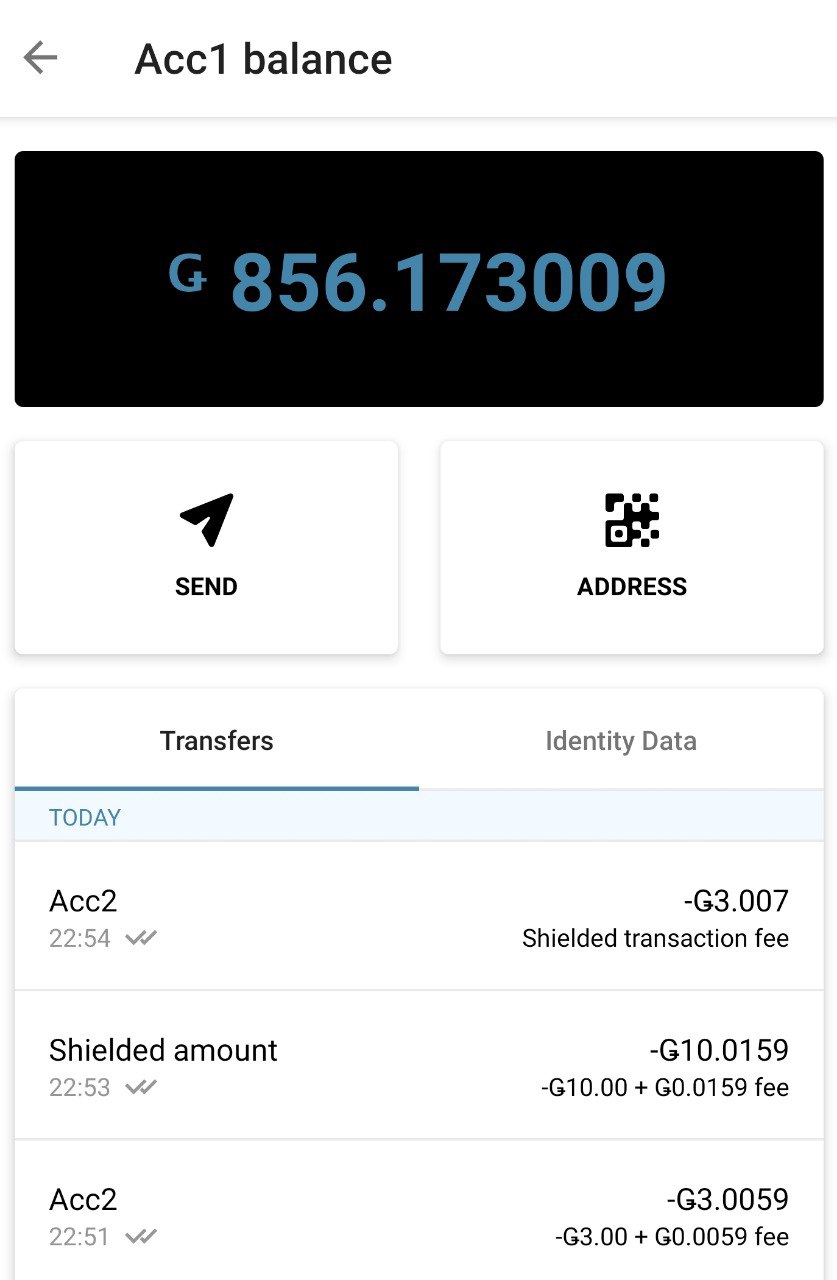 Acc1 balance
Ǥ 856.173009
SEND
ADDRESS
Transfers
Identity Data
TODAY
Acc2
-Ǥ3.007
22:54
Shielded transaction fee
Shielded amount
-Ǥ10.0159
22:53
-Ǥ10.00 + Ǥ0.0159 fee
Acc2
-Ǥ3.0059
22:51
-Ǥ3.00 + Ǥ0.0059 fee